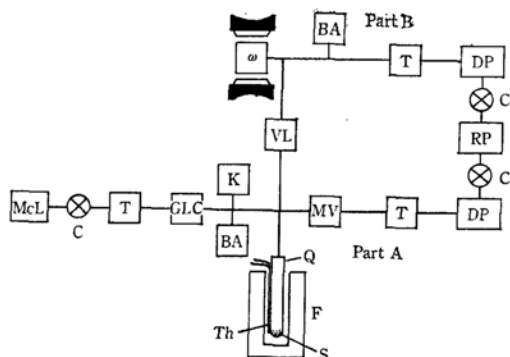 BA Part B
ω T DP
C
VL RP
K C
McL T GLC MV T DP
C
BA Part A
Q
F
Th
S